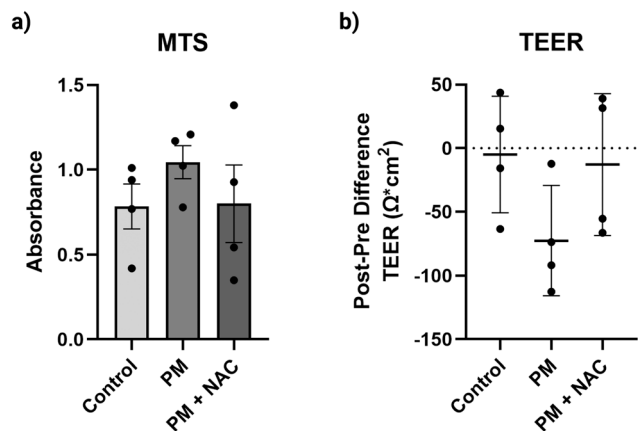 a)
MTS
Absorbance
1.5
1.0
0.5
0.0
Control
PM
PM + NAC
b)
TEER
Post-Pre Difference
TEER (Ω*cm²)
50
0
-50
-100
-150
Control
PM
PM + NAC